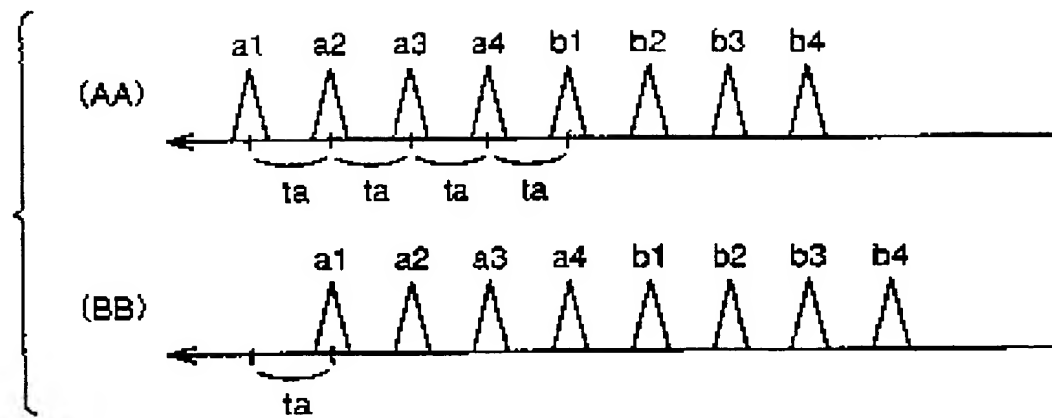 a1 a2 a3 a4 b1 b2 b3 b4
(AA)
ta ta ta ta
a1 a2 a3 a4 b1 b2 b3 b4
(BB)
ta